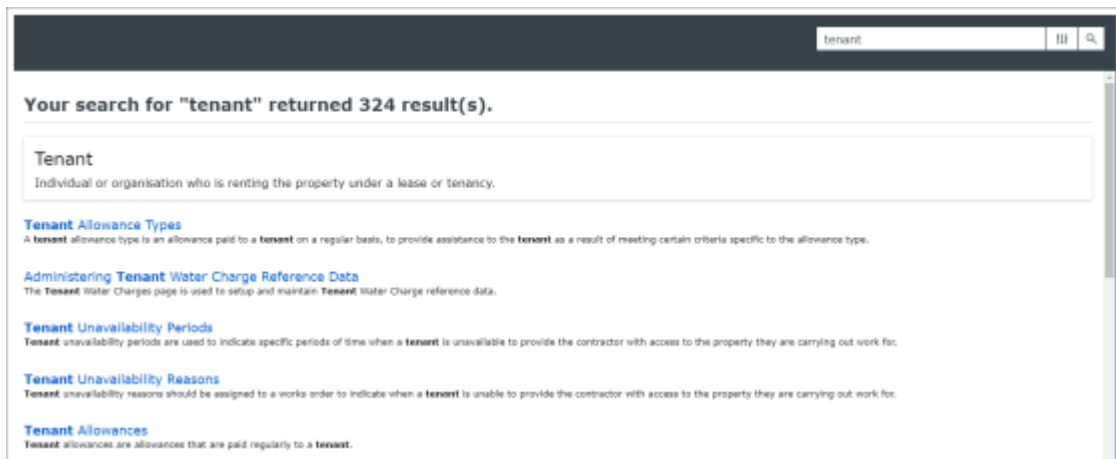 tenant
Your search for "tenant" returned 324 result(s).
Tenant
Individual or organisation who is renting the property under a lease or tenancy.
Tenant Allowance Types
A tenant allowance type is an allowance paid to a tenant on a regular basis, to provide assistance to the tenant as a result of meeting certain criteria specific to the allowance type.
Administering Tenant Water Charge Reference Data
The Tenant Water Charges page is used to setup and maintain Tenant Water Charge reference data.
Tenant Unavailability Periods
Tenant unavailability periods are used to indicate specific periods of time when a tenant is unavailable to provide the contractor with access to the property they are carrying out work for.
Tenant Unavailability Reasons
Tenant unavailability reasons should be assigned to a works order to indicate when a tenant is unable to provide the contractor with access to the property they are carrying out work for.
Tenant Allowances
Tenant allowances are allowances that are paid regularly to a tenant.